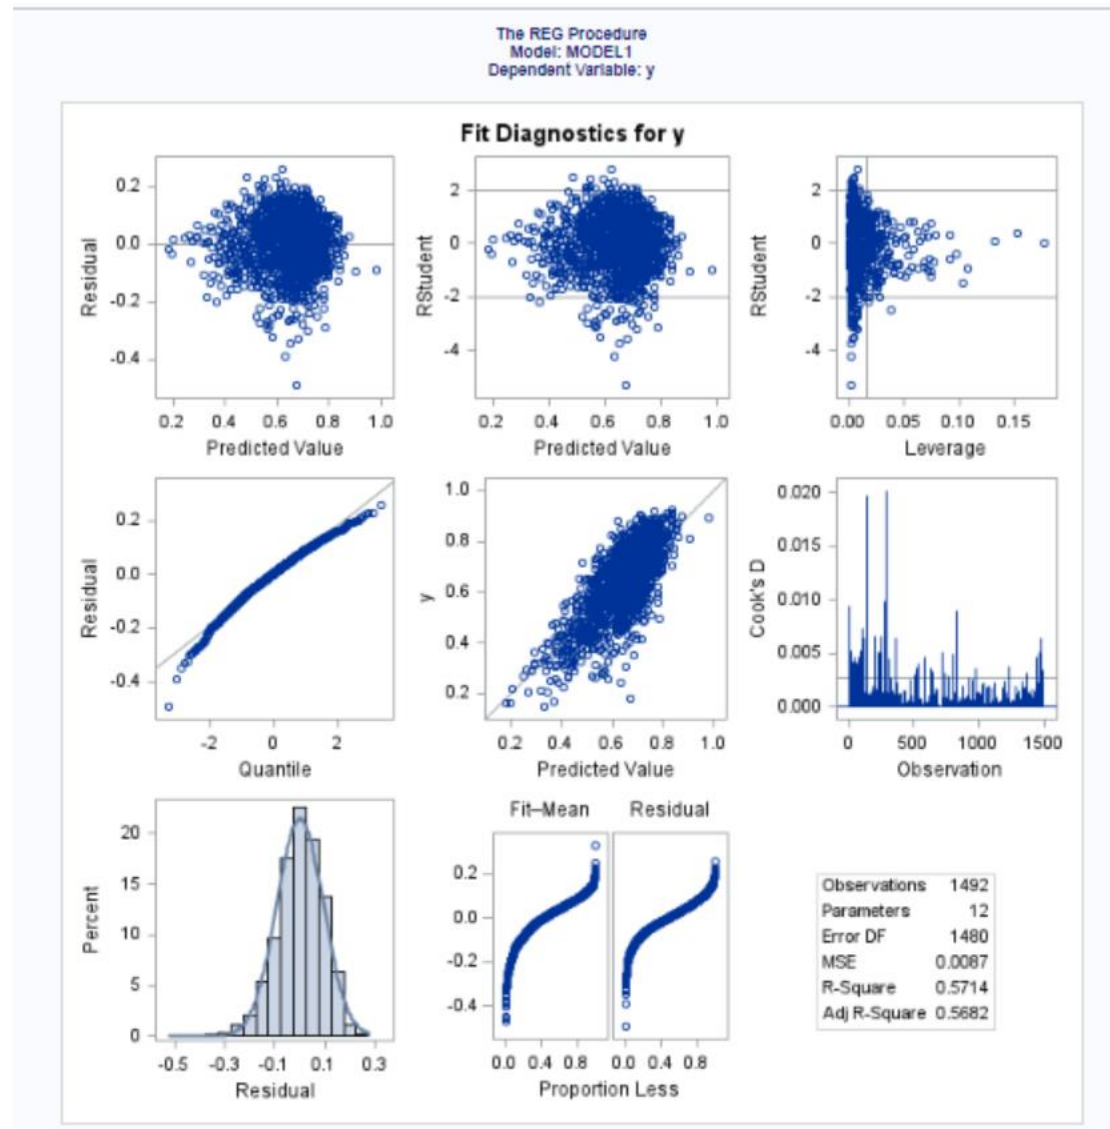 The REG Procedure
Model: MODEL1
Dependent Variable: y
Fit Diagnostics for y
Residual
0.2
0.0
-0.2
-0.4
0.2 0.4 0.6 0.8 1.0
Predicted Value
RStudent
2
0
-2
-4
0.2 0.4 0.6 0.8 1.0
Predicted Value
RStudent
2
0
-2
-4
0.00 0.05 0.10 0.15
Leverage
Residual
0.2
0.0
-0.2
-0.4
-2 0 2
Quantile
y
1.0
0.8
0.6
0.4
0.2
0.2 0.4 0.6 0.8 1.0
Predicted Value
Cook's D
0.020
0.015
0.010
0.005
0.000
0 500 1000 1500
Observation
Percent
20
15
10
5
0
-0.5 -0.3 -0.1 0.1 0.3
Residual
Fit–Mean Residual
0.2
0.0
-0.2
-0.4
0.0 0.4 0.8 0.0 0.4 0.8
Proportion Less
Observations 1492
Parameters 12
Error DF 1480
MSE 0.0087
R-Square 0.5714
Adj R-Square 0.5682